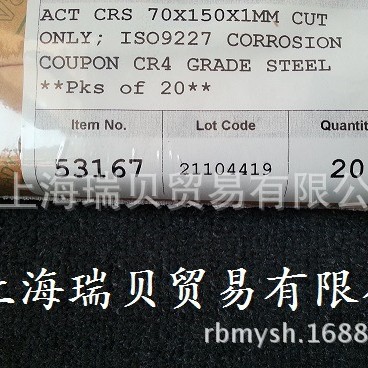 ACT CRS 70X150X1MM CUT
ONLY; ISO9227 CORROSION
COUPON CR4 GRADE STEEL
**Pks of 20**
Item No. Lot Code Quantit
53167 21104419 20
上海瑞贝贸易有限公
上海瑞贝贸易有限
rbmysh.1688